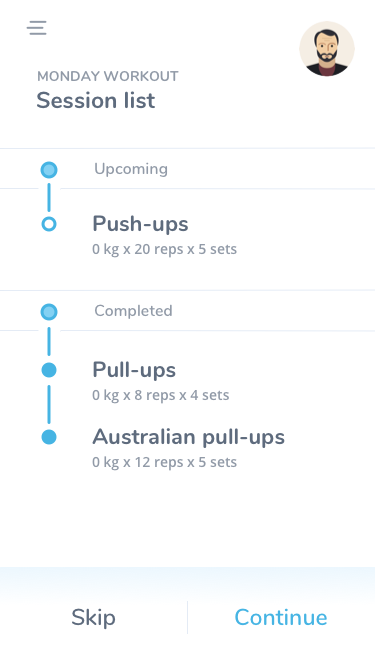 MONDAY WORKOUT
Session list
Upcoming
Push-ups
0 kg x 20 reps x 5 sets
Completed
Pull-ups
0 kg x 8 reps x 4 sets
Australian pull-ups
0 kg x 12 reps x 5 sets
Skip
Continue